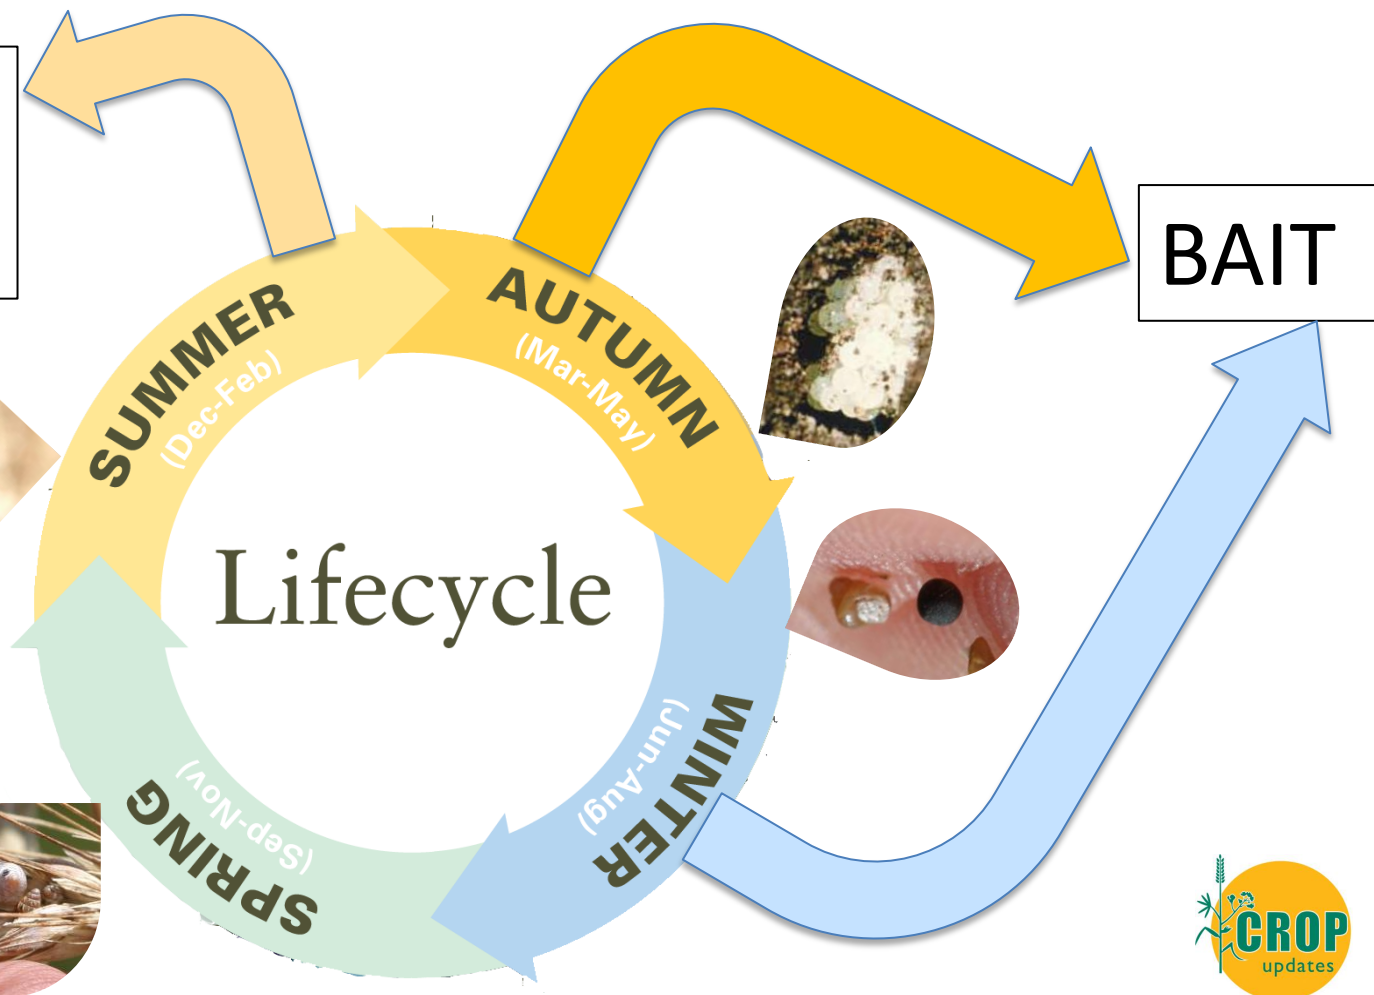 SUMMER
(Dec-Feb)
AUTUMN
(Mar-May)
BAIT
Lifecycle
WINTER
(Jun-Aug)
SPRING
(Sep-Nov)
CROP
updates